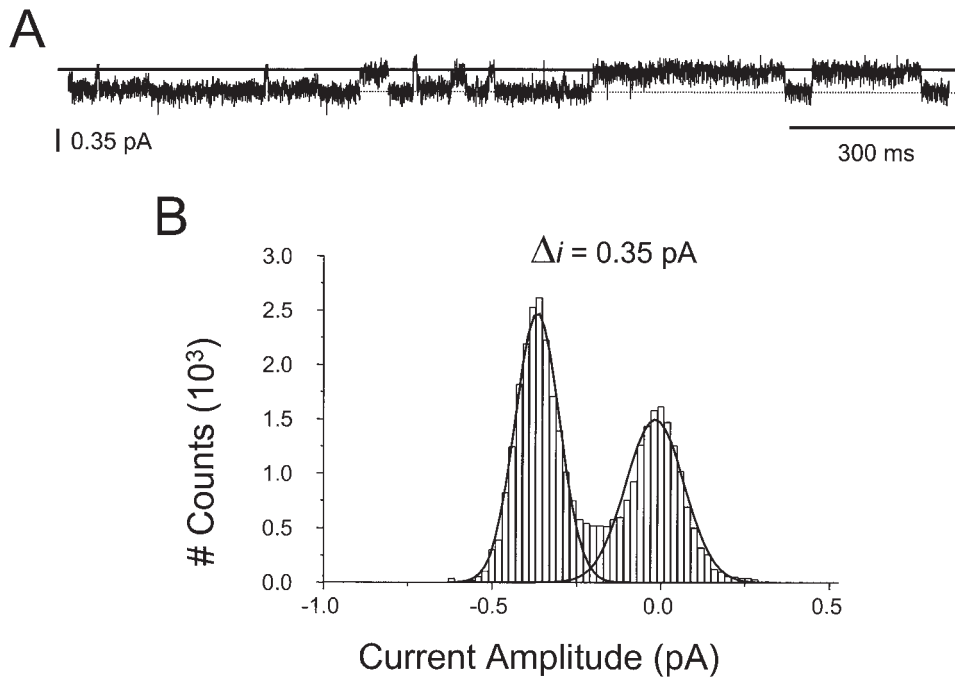 A
0.35 pA
300 ms
B
Δi = 0.35 pA
3.0
2.5
2.0
1.5
1.0
0.5
0.0
# Counts (10³)
-1.0
-0.5
0.0
0.5
Current Amplitude (pA)